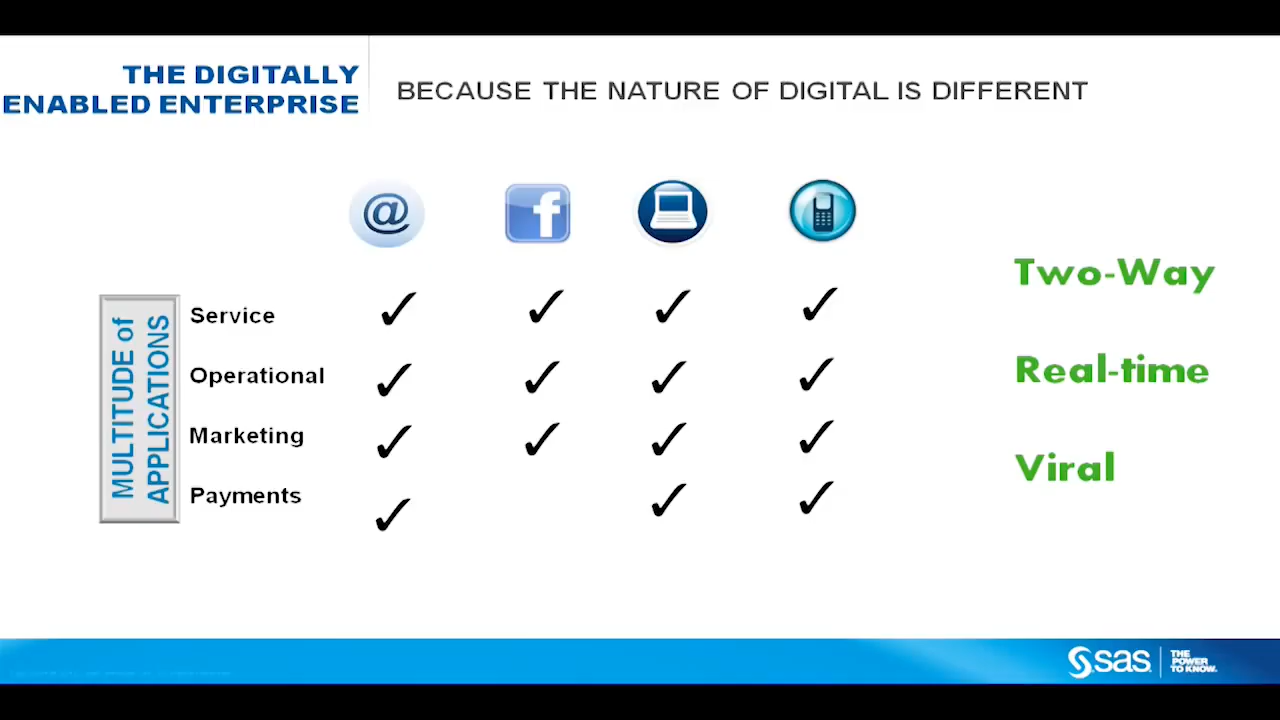 THE DIGITALLY
ENABLED ENTERPRISE
BECAUSE THE NATURE OF DIGITAL IS DIFFERENT
@
f
Two-Way
Real-time
Viral
MULTITUDE of
APPLICATIONS
Service
Operational
Marketing
Payments
sas
THE
POWER
TO KNOW.